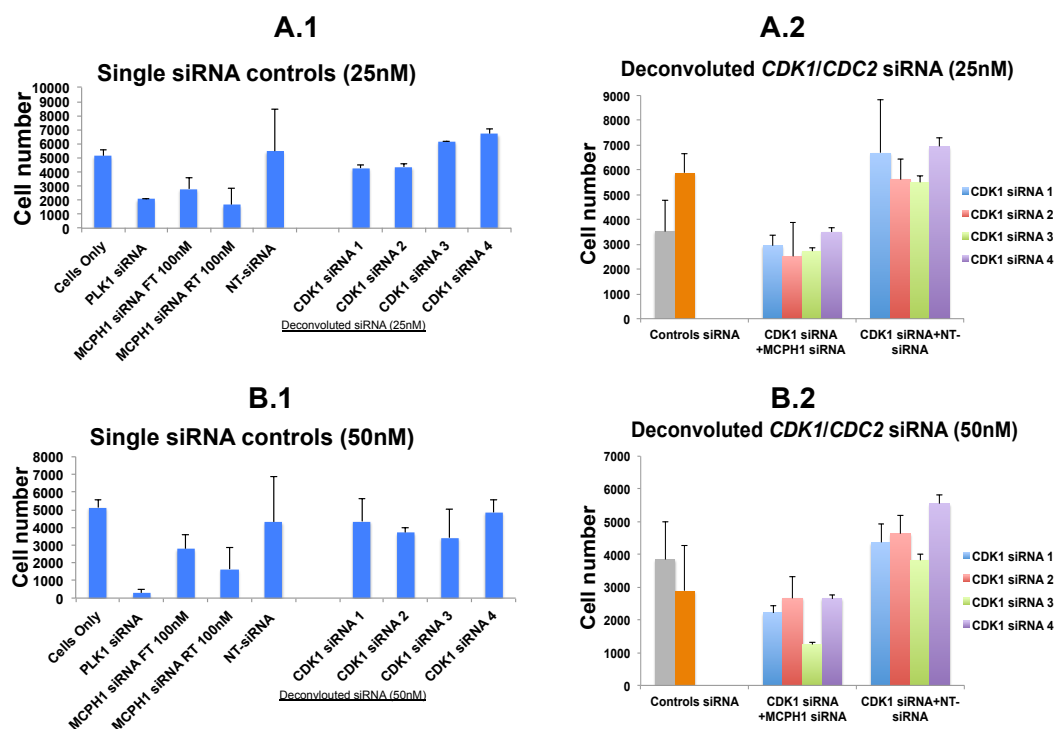 A.1
Single siRNA controls (25nM)
Cell number
10000
9000
8000
7000
6000
5000
4000
3000
2000
1000
0
Cells Only
PLK1 siRNA
MCPH1 siRNA FT 100nM
MCPH1 siRNA RT 100nM
NT-siRNA
CDK1 siRNA 1
CDK1 siRNA 2
CDK1 siRNA 3
CDK1 siRNA 4
Deconvoluted siRNA (25nM)
A.2
Deconvoluted CDK1/CDC2 siRNA (25nM)
Cell number
9000
8000
7000
6000
5000
4000
3000
2000
1000
0
Controls siRNA
CDK1 siRNA
+MCPH1 siRNA
CDK1 siRNA+NT-
siRNA
CDK1 siRNA 1
CDK1 siRNA 2
CDK1 siRNA 3
CDK1 siRNA 4
B.1
Single siRNA controls (50nM)
Cell number
8000
7000
6000
5000
4000
3000
2000
1000
0
Cells Only
PLK1 siRNA
MCPH1 siRNA FT 100nM
MCPH1 siRNA RT 100nM
NT-siRNA
CDK1 siRNA 1
CDK1 siRNA 2
CDK1 siRNA 3
CDK1 siRNA 4
Deconvlouted siRNA (50nM)
B.2
Deconvoluted CDK1/CDC2 siRNA (50nM)
Cell number
7000
6000
5000
4000
3000
2000
1000
0
Controls siRNA
CDK1 siRNA
+MCPH1 siRNA
CDK1 siRNA+NT-
siRNA
CDK1 siRNA 1
CDK1 siRNA 2
CDK1 siRNA 3
CDK1 siRNA 4